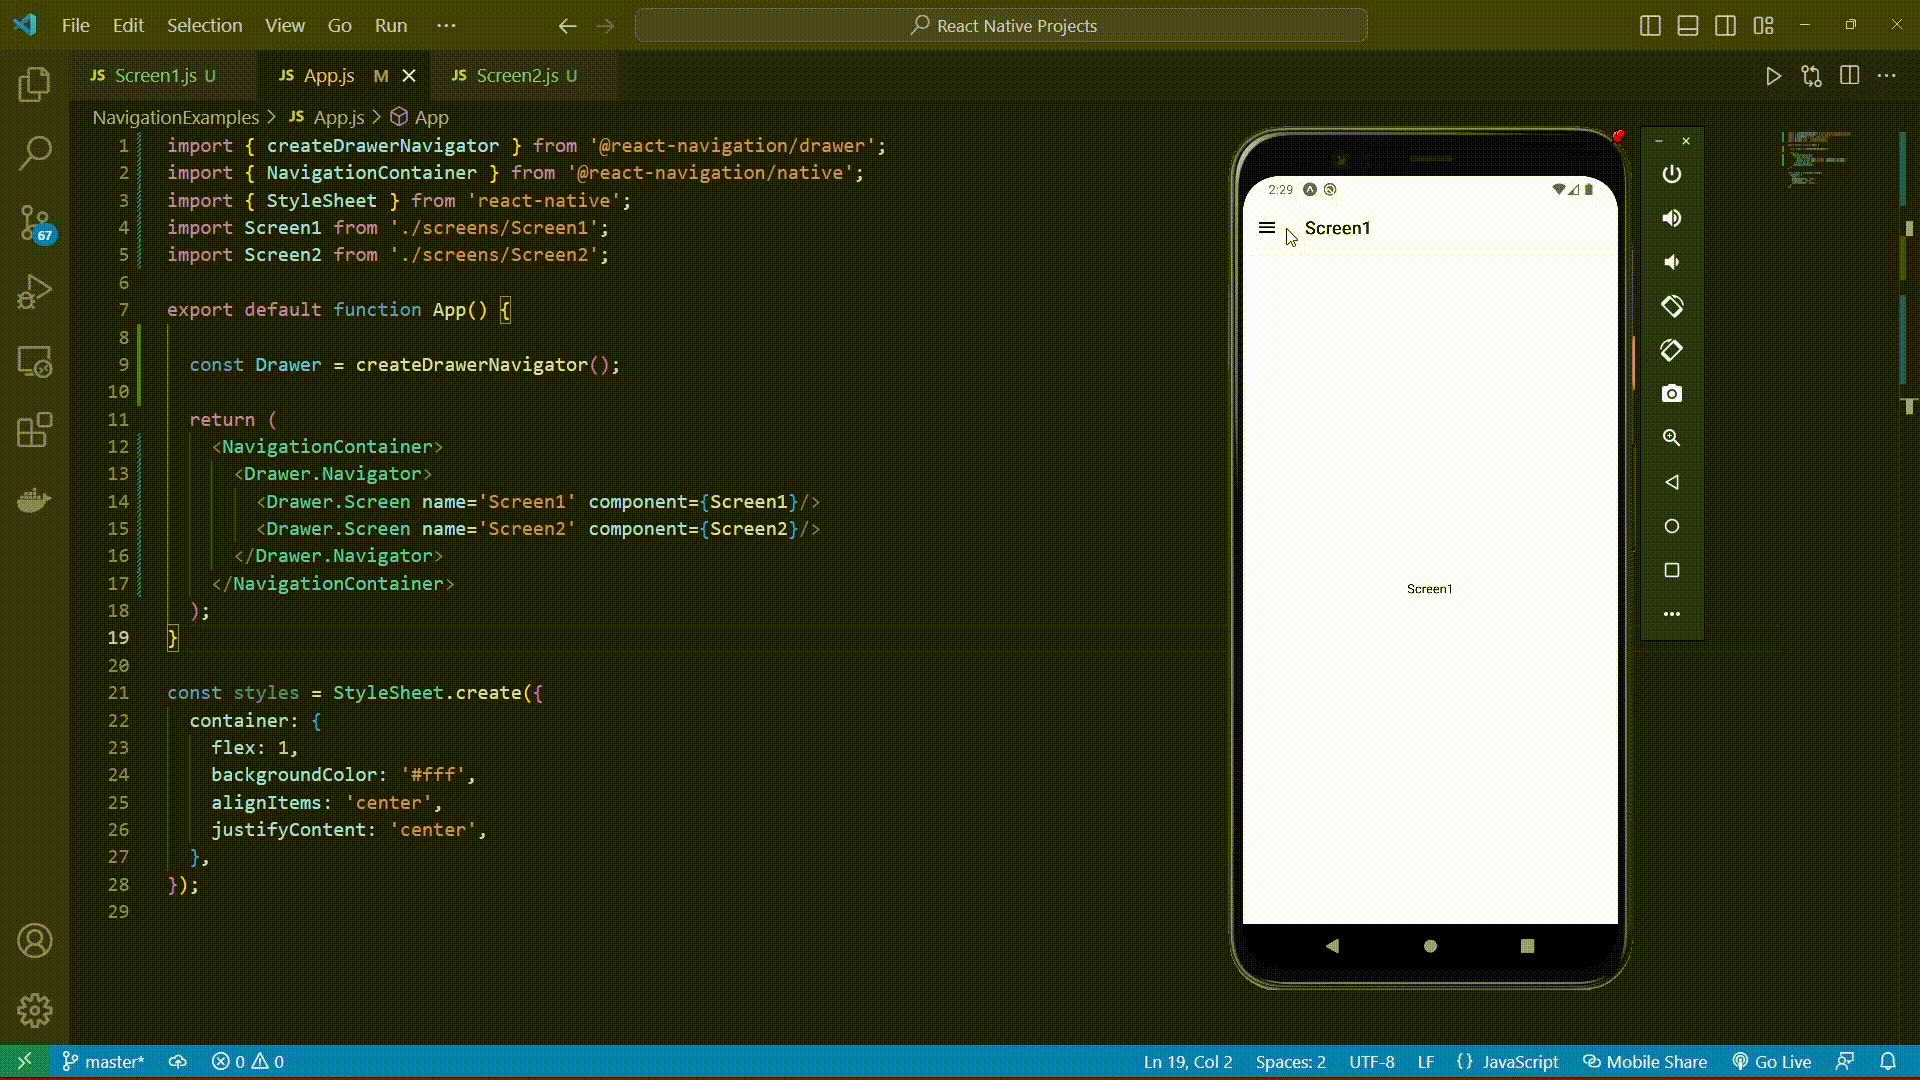 File Edit Selection View Go Run ··· React Native Projects
JS Screen1.js U JS App.js M JS Screen2.js U
NavigationExamples > JS App.js > App
1 import { createDrawerNavigator } from '@react-navigation/drawer';
2 import { NavigationContainer } from '@react-navigation/native';
3 import { StyleSheet } from 'react-native';
4 import Screen1 from './screens/Screen1';
5 import Screen2 from './screens/Screen2';
6
7 export default function App() {
8
9 const Drawer = createDrawerNavigator();
10
11 return (
12 <NavigationContainer>
13 <Drawer.Navigator>
14 <Drawer.Screen name='Screen1' component={Screen1}/>
15 <Drawer.Screen name='Screen2' component={Screen2}/>
16 </Drawer.Navigator>
17 </NavigationContainer>
18 );
19 }
20
21 const styles = StyleSheet.create({
22 container: {
23 flex: 1,
24 backgroundColor: '#fff',
25 alignItems: 'center',
26 justifyContent: 'center',
27 },
28 });
29
67
2:29
Screen1
Screen1
master* 0 0 Ln 19, Col 2 Spaces: 2 UTF-8 LF {} JavaScript Mobile Share Go Live